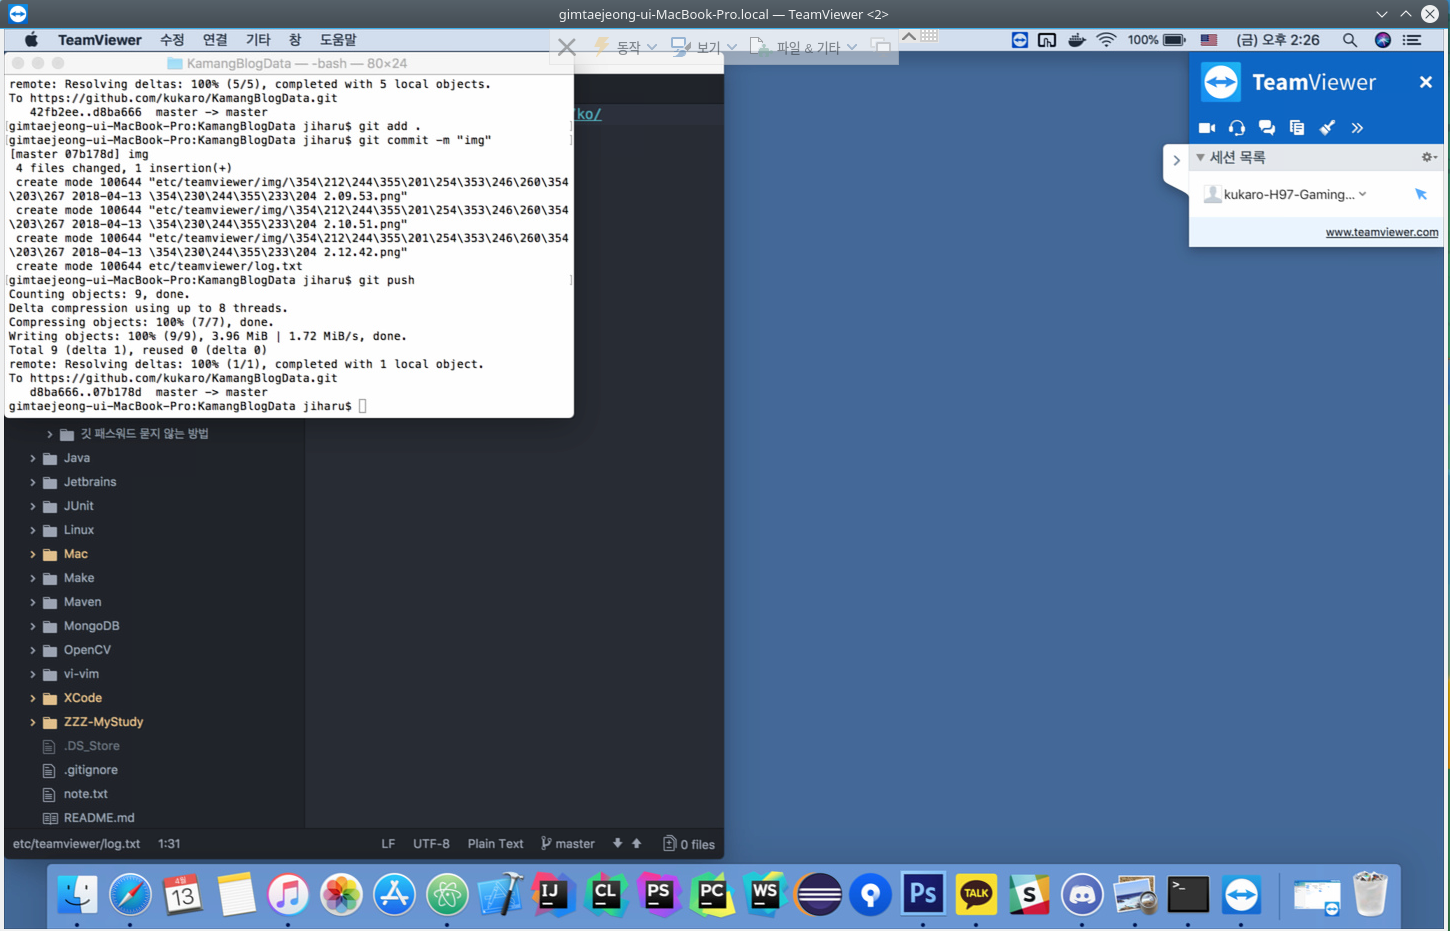 gimtaejeong-ui-MacBook-Pro.local — TeamViewer <2>
TeamViewer 수정 연결 기타 창 도움말
동작 보기 파일 & 기타
100% (금) 오후 2:26
KamangBlogData — -bash — 80×24
remote: Resolving deltas: 100% (5/5), completed with 5 local objects.
To https://github.com/kukaro/KamangBlogData.git
42fb2ee..d8ba666 master -> master
[gimtaejeong-ui-MacBook-Pro:KamangBlogData jiharu$ git add . ]
[gimtaejeong-ui-MacBook-Pro:KamangBlogData jiharu$ git commit -m "img" ]
[master 07b178d] img
4 files changed, 1 insertion(+)
create mode 100644 "etc/teamviewer/img/\354\212\244\355\201\254\353\246\260\354
\203\267 2018-04-13 \354\230\244\355\233\204 2.09.53.png"
create mode 100644 "etc/teamviewer/img/\354\212\244\355\201\254\353\246\260\354
\203\267 2018-04-13 \354\230\244\355\233\204 2.10.51.png"
create mode 100644 "etc/teamviewer/img/\354\212\244\355\201\254\353\246\260\354
\203\267 2018-04-13 \354\230\244\355\233\204 2.12.42.png"
create mode 100644 etc/teamviewer/log.txt
[gimtaejeong-ui-MacBook-Pro:KamangBlogData jiharu$ git push ]
Counting objects: 9, done.
Delta compression using up to 8 threads.
Compressing objects: 100% (7/7), done.
Writing objects: 100% (9/9), 3.96 MiB | 1.72 MiB/s, done.
Total 9 (delta 1), reused 0 (delta 0)
remote: Resolving deltas: 100% (1/1), completed with 1 local object.
To https://github.com/kukaro/KamangBlogData.git
d8ba666..07b178d master -> master
gimtaejeong-ui-MacBook-Pro:KamangBlogData jiharu$
/ko/
TeamViewer
세션 목록
kukaro-H97-Gaming...
www.teamviewer.com
깃 패스워드 묻지 않는 방법
Java
Jetbrains
JUnit
Linux
Mac
Make
Maven
MongoDB
OpenCV
vi-vim
XCode
ZZZ-MyStudy
.DS_Store
.gitignore
note.txt
README.md
etc/teamviewer/log.txt 1:31 LF UTF-8 Plain Text master 0 files
4월
13
IJ
CL
PS
PC
WS
Ps
TALK
S
>_